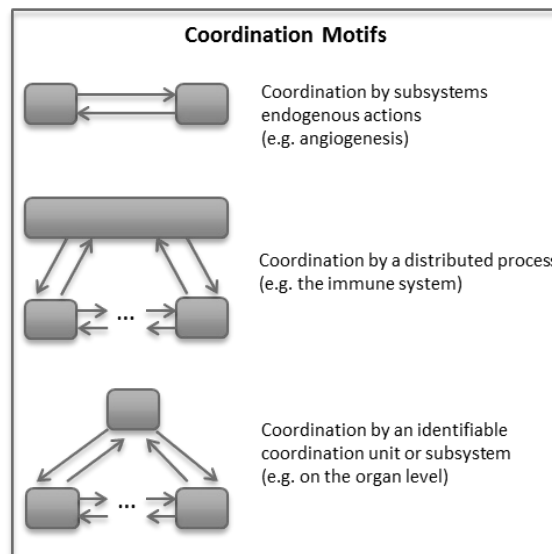 Coordination Motifs
Coordination by subsystems
endogenous actions
(e.g. angiogenesis)
Coordination by a distributed process
(e.g. the immune system)
...
Coordination by an identifiable
coordination unit or subsystem
(e.g. on the organ level)
...